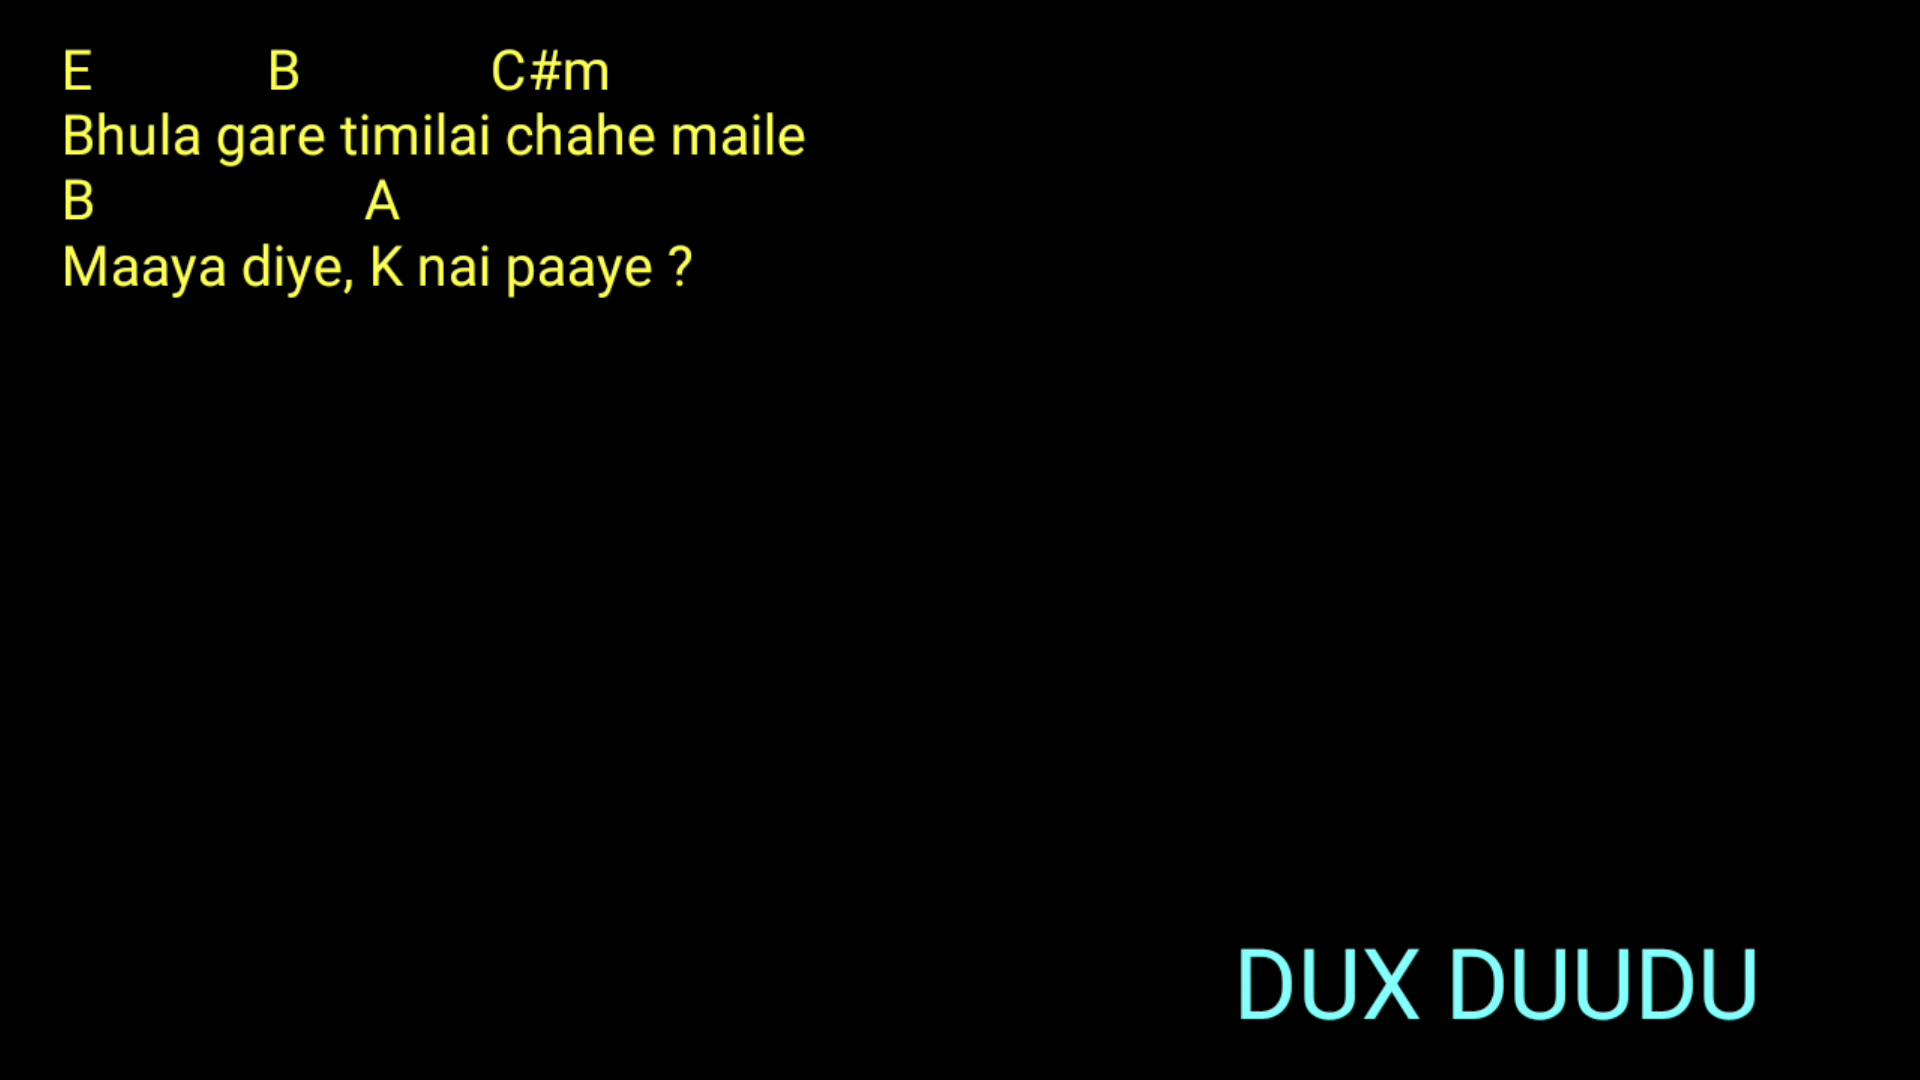 E B C#m
Bhula gare timilai chahe maile
B A
Maaya diye, K nai paaye ?
DUX DUUDU